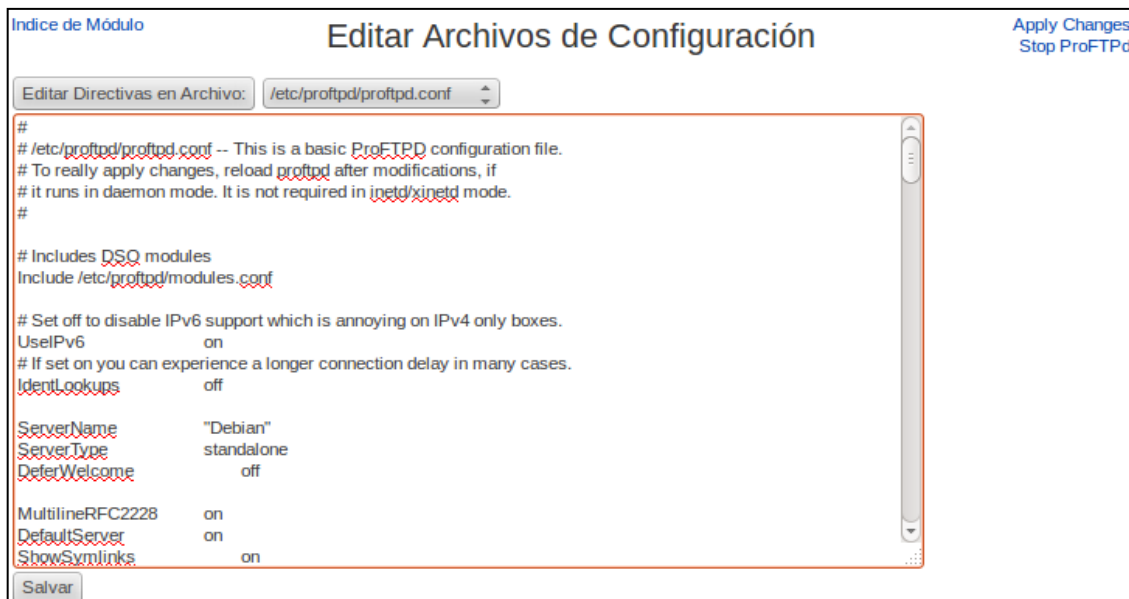 Indice de Módulo
Editar Archivos de Configuración
Apply Changes
Stop ProFTPd
Editar Directivas en Archivo: /etc/proftpd/proftpd.conf
#
# /etc/proftpd/proftpd.conf -- This is a basic ProFTPD configuration file.
# To really apply changes, reload proftpd after modifications, if
# it runs in daemon mode. It is not required in inetd/xinetd mode.
#
# Includes DSO modules
Include /etc/proftpd/modules.conf
# Set off to disable IPv6 support which is annoying on IPv4 only boxes.
UseIPv6 on
# If set on you can experience a longer connection delay in many cases.
IdentLookups off
ServerName "Debian"
ServerType standalone
DeferWelcome off
MultilineRFC2228 on
DefaultServer on
ShowSymlinks on
Salvar